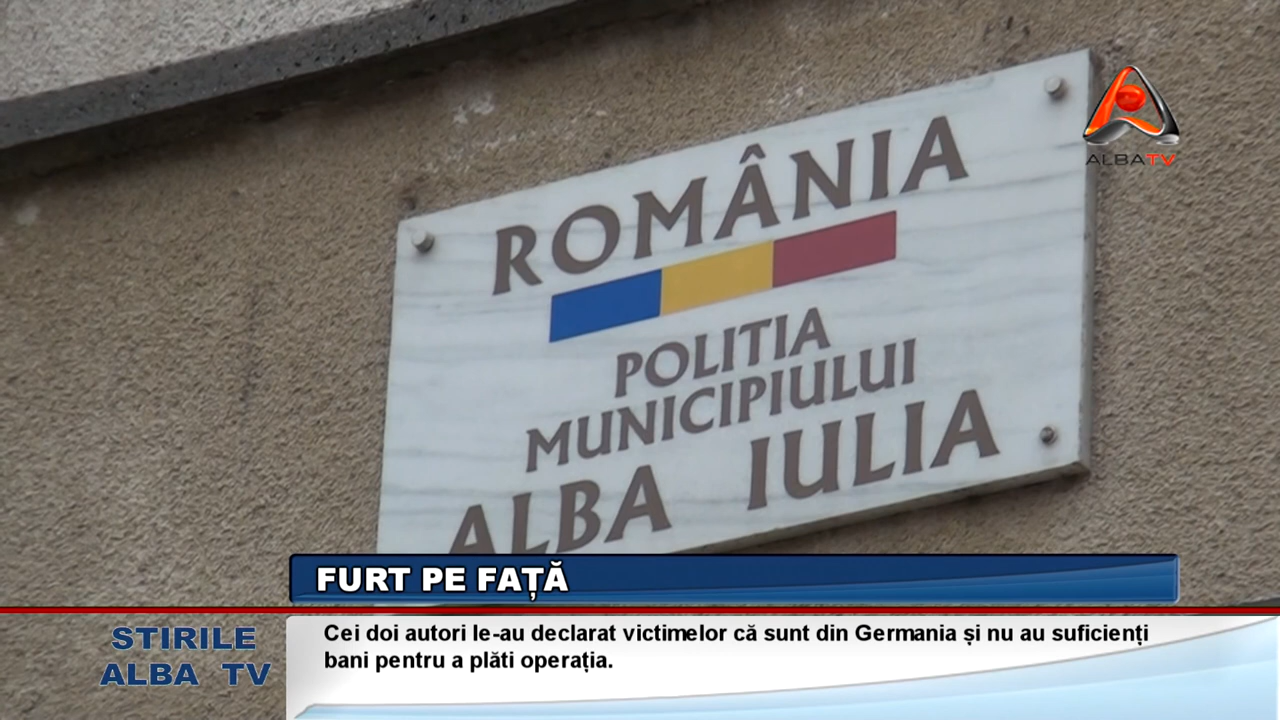 ROMÂNIA
POLIȚIA
MUNICIPIULUI
ALBA IULIA
ALBATV
FURT PE FAȚĂ
STIRILE
ALBA TV
Cei doi autori le-au declarat victimelor că sunt din Germania și nu au suficienți
bani pentru a plăti operația.